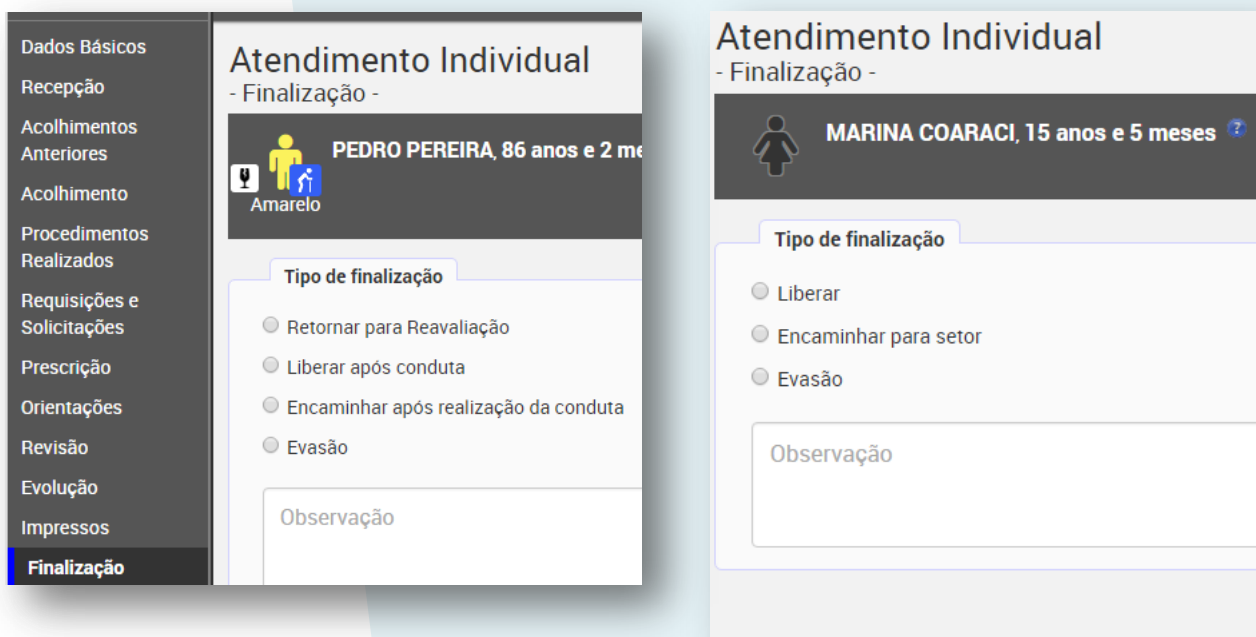 Dados Básicos
Recepção
Acolhimentos
Anteriores
Acolhimento
Procedimentos
Realizados
Requisições e
Solicitações
Prescrição
Orientações
Revisão
Evolução
Impressos
Finalização
Atendimento Individual
- Finalização -
PEDRO PEREIRA, 86 anos e 2 me
Amarelo
Tipo de finalização
Retornar para Reavaliação
Liberar após conduta
Encaminhar após realização da conduta
Evasão
Observação
Atendimento Individual
- Finalização -
MARINA COARACI, 15 anos e 5 meses ?
Tipo de finalização
Liberar
Encaminhar para setor
Evasão
Observação